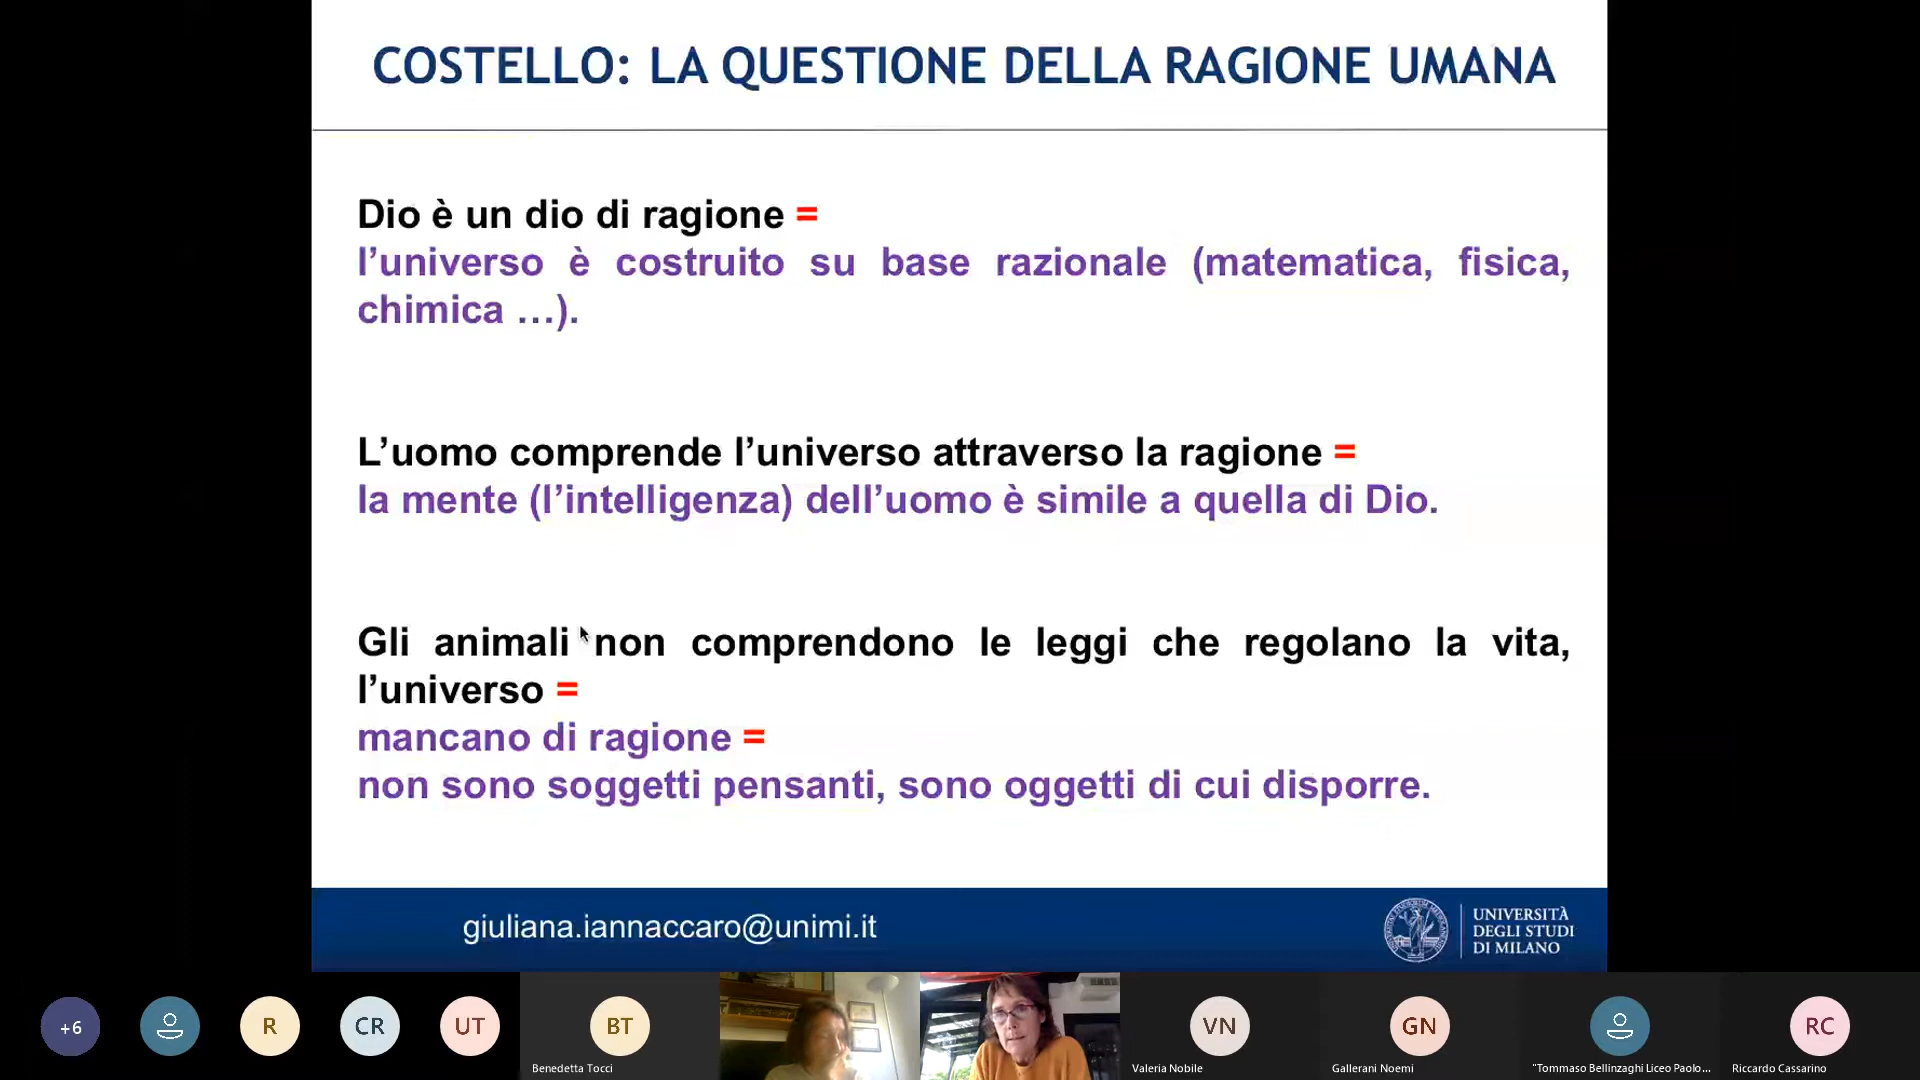 COSTELLO: LA QUESTIONE DELLA RAGIONE UMANA
Dio è un dio di ragione =
l’universo è costruito su base razionale (matematica, fisica,
chimica …).
L’uomo comprende l’universo attraverso la ragione =
la mente (l’intelligenza) dell’uomo è simile a quella di Dio.
Gli animali non comprendono le leggi che regolano la vita,
l’universo =
mancano di ragione =
non sono soggetti pensanti, sono oggetti di cui disporre.
giuliana.iannaccaro@unimi.it
UNIVERSITÀ
DEGLI STUDI
DI MILANO
+6
R
CR
UT
BT
VN
GN
RC
Benedetta Tocci
Valeria Nobile
Gallerani Noemi
"Tommaso Bellinzaghi Liceo Paolo...
Riccardo Cassarino